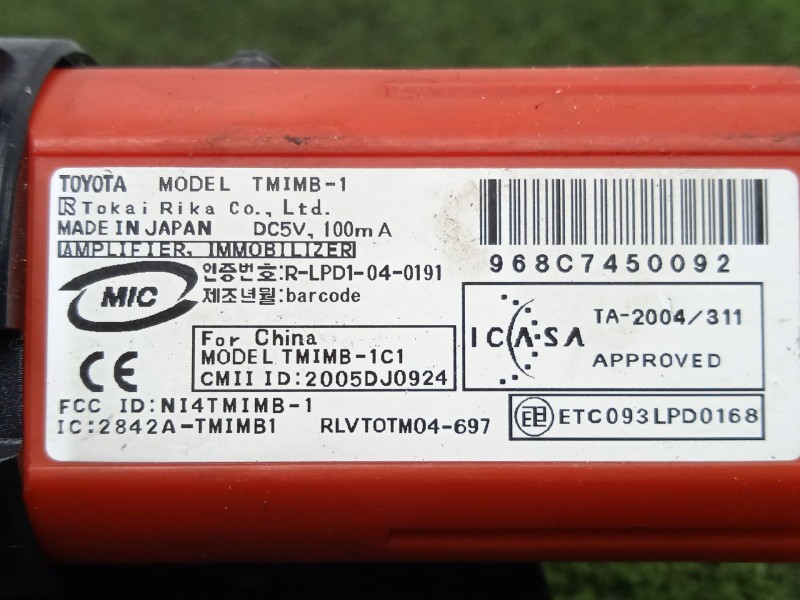 TOYOTA MODEL TMIMB-1
R Tokai Rika Co., Ltd.
MADE IN JAPAN DC5V, 100mA
AMPLIFIER, IMMOBILIZER
968C7450092
MIC
인증번호:R-LPD1-04-0191
제조년월:barcode
ICASA TA-2004/311
APPROVED
For China
MODEL TMIMB-1C1
CMII ID:2005DJ0924
CE
FCC ID:NI4TMIMB-1
IC:2842A-TMIMB1 RLVTOTM04-697
ETC093LPD0168